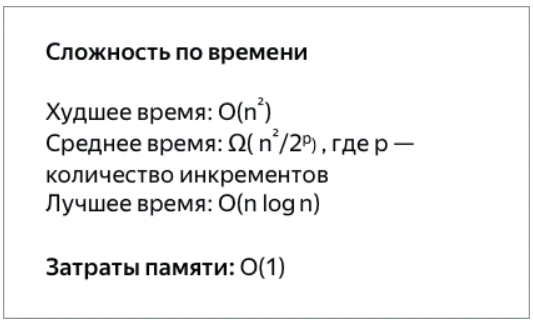 Сложность по времени
Худшее время: O(n²)
Среднее время: Ω( n²/2ᵖ) , где p —
количество инкрементов
Лучшее время: O(n log n)
Затраты памяти: O(1)